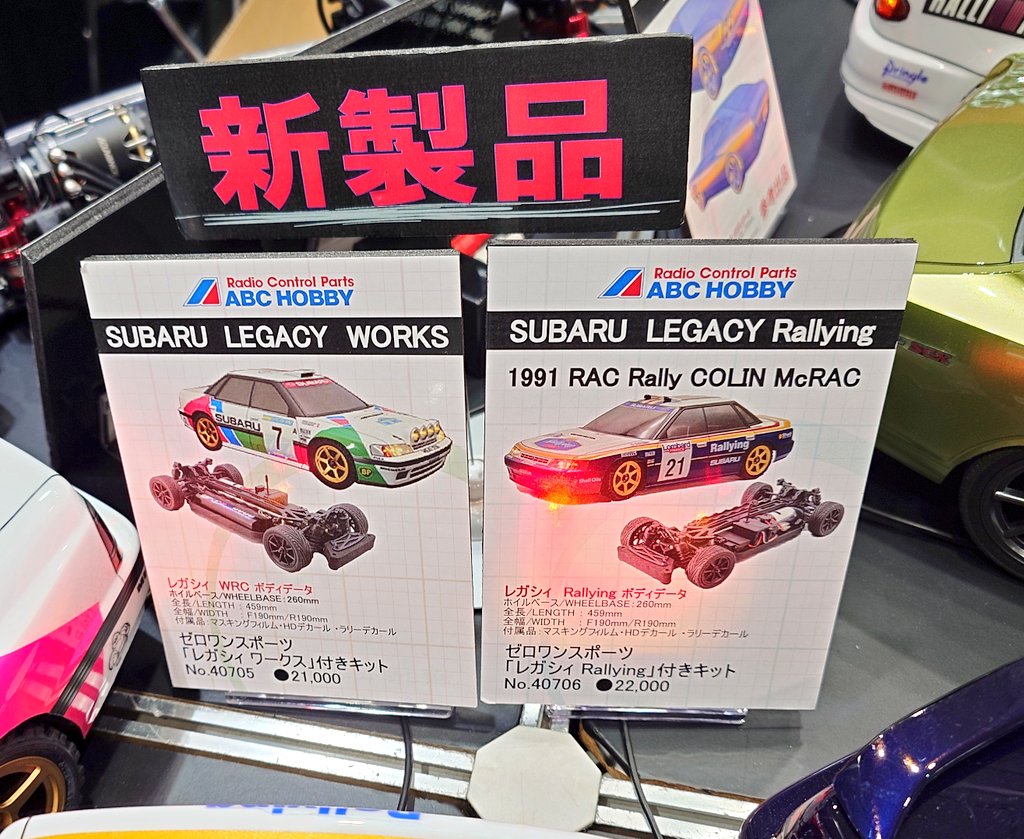 RALLI
Pringle
新製品
参考出品
Radio Control Parts
ABC HOBBY
SUBARU LEGACY WORKS
SUBARU
7
BP
レガシィ WRC ボディデータ
ホイルベース/WHEELBASE:260mm
全長/LENGTH : 459mm
全幅/WIDTH : F190mm/R190mm
付属品:マスキングフィルム・HDデカール ・ラリーデカール
ゼロワンスポーツ
「レガシィ ワークス」付きキット
No.40705 ●21,000
Radio Control Parts
ABC HOBBY
SUBARU LEGACY Rallying
1991 RAC Rally COLIN McRAC
Rallying
21
SUBARU
レガシィ Rallying ボディデータ
ホイルベース/WHEELBASE:260mm
全長/LENGTH : 459mm
全幅/WIDTH : F190mm/R190mm
付属品:マスキングフィルム・HDデカール ・ラリーデカール
ゼロワンスポーツ
「レガシィ Rallying」付きキット
No.40706 ●22,000